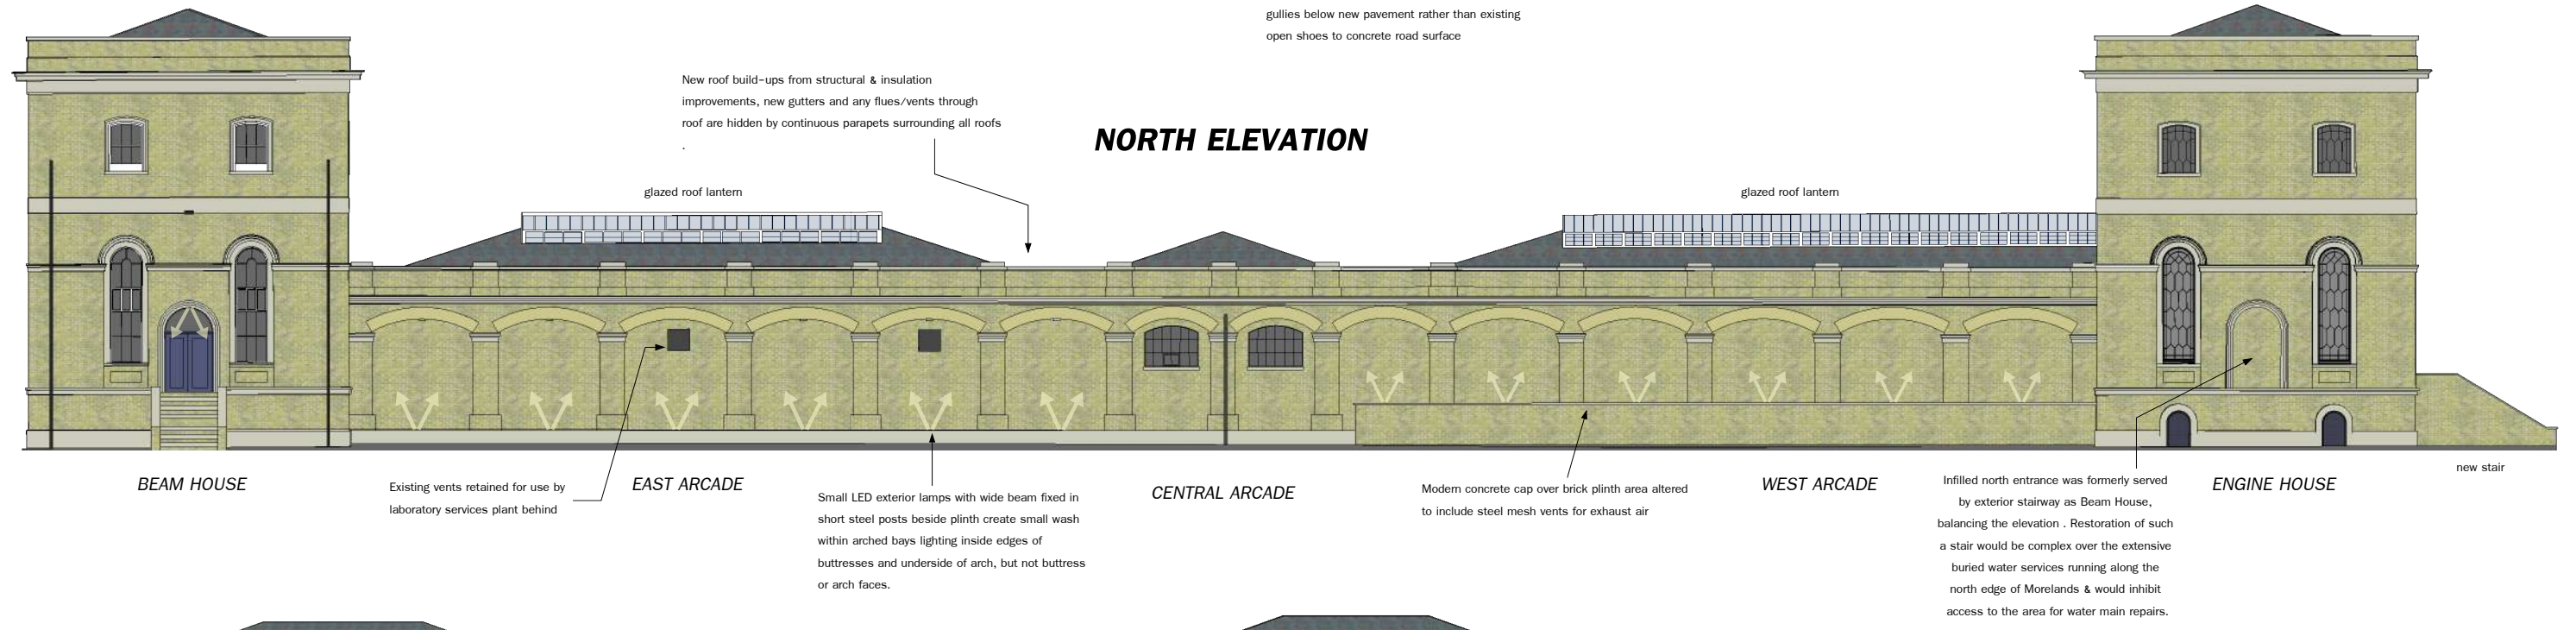 gullies below new pavement rather than existing
open shoes to concrete road surface
New roof build-ups from structural & insulation
improvements, new gutters and any flues/vents through
roof are hidden by continuous parapets surrounding all roofs
.
NORTH ELEVATION
glazed roof lantern
glazed roof lantern
BEAM HOUSE
Existing vents retained for use by
laboratory services plant behind
EAST ARCADE
Small LED exterior lamps with wide beam fixed in
short steel posts beside plinth create small wash
within arched bays lighting inside edges of
buttresses and underside of arch, but not buttress
or arch faces.
CENTRAL ARCADE
Modern concrete cap over brick plinth area altered
to include steel mesh vents for exhaust air
WEST ARCADE
Infilled north entrance was formerly served
by exterior stairway as Beam House,
balancing the elevation . Restoration of such
a stair would be complex over the extensive
buried water services running along the
north edge of Morelands & would inhibit
access to the area for water main repairs.
ENGINE HOUSE
new stair